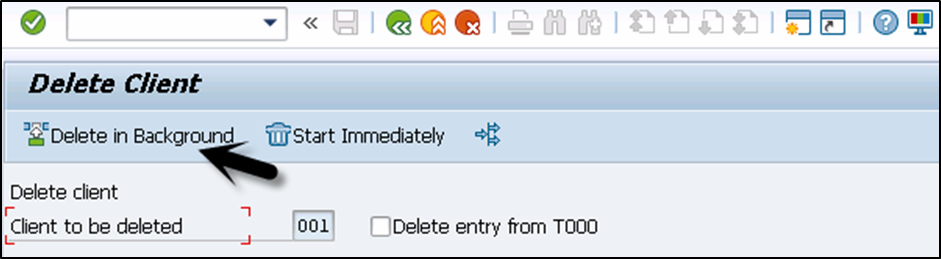 Delete Client
Delete in Background Start Immediately
Delete client
Client to be deleted 001 Delete entry from T000